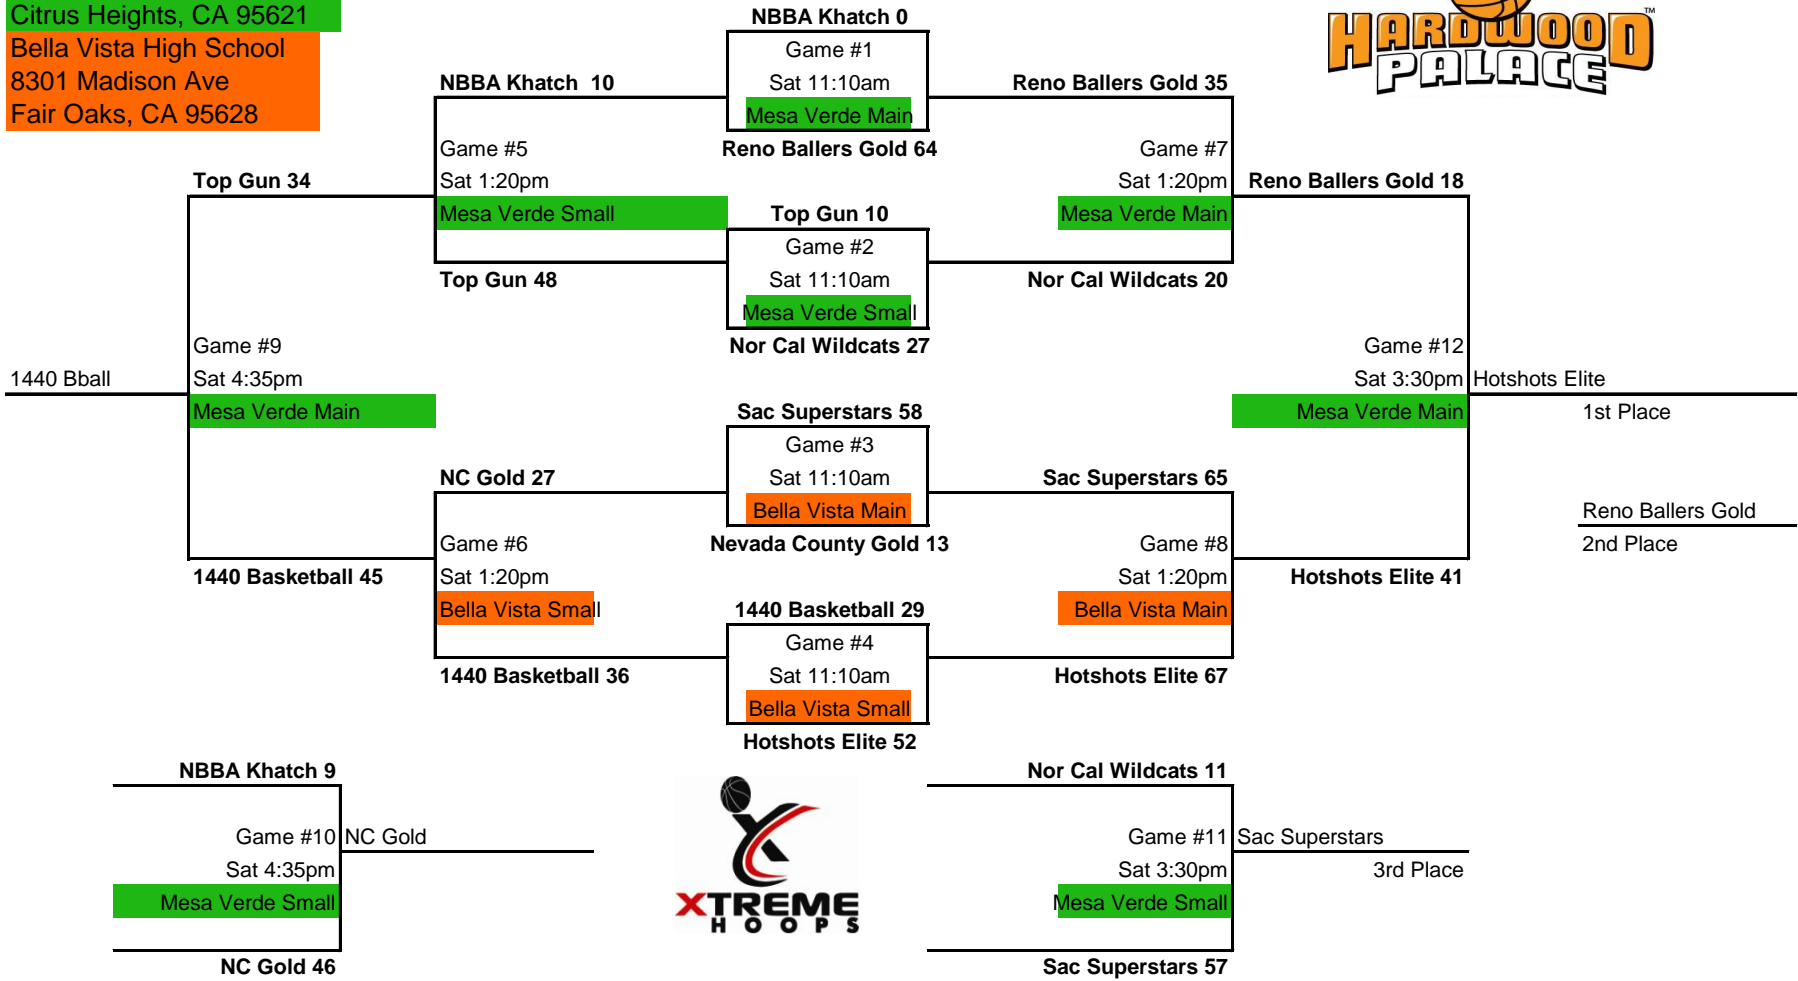 Citrus Heights, CA 95621
Bella Vista High School
8301 Madison Ave
Fair Oaks, CA 95628
HARDWOOD
PALACE
™
NBBA Khatch 0
Game #1
Sat 11:10am
Mesa Verde Main
Reno Ballers Gold 64
NBBA Khatch  10
Game #5
Sat 1:20pm
Mesa Verde Small
Top Gun 48
Reno Ballers Gold 35
Game #7
Sat 1:20pm
Mesa Verde Main
Nor Cal Wildcats 20
Top Gun 34
Reno Ballers Gold 18
Top Gun 10
Game #2
Sat 11:10am
Mesa Verde Small
Nor Cal Wildcats 27
Game #9
Sat 4:35pm
Mesa Verde Main
1440 Bball
Game #12
Sat 3:30pm
Mesa Verde Main
Hotshots Elite
1st Place
Sac Superstars 58
Game #3
Sat 11:10am
Bella Vista Main
Nevada County Gold 13
NC Gold 27
Game #6
Sat 1:20pm
Bella Vista Small
1440 Basketball 36
Sac Superstars 65
Game #8
Sat 1:20pm
Bella Vista Main
Hotshots Elite 67
Reno Ballers Gold
2nd Place
1440 Basketball 45
Hotshots Elite 41
1440 Basketball 29
Game #4
Sat 11:10am
Bella Vista Small
Hotshots Elite 52
NBBA Khatch 9
Game #10
Sat 4:35pm
Mesa Verde Small
NC Gold 46
NC Gold
XTREME
HOOPS
Nor Cal Wildcats 11
Game #11
Sat 3:30pm
Mesa Verde Small
Sac Superstars 57
Sac Superstars
3rd Place